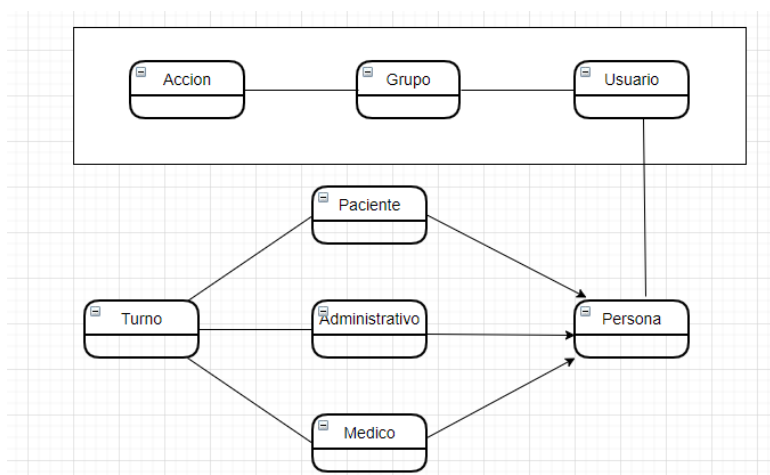 Accion
Grupo
Usuario
Paciente
Turno
Administrativo
Persona
Medico